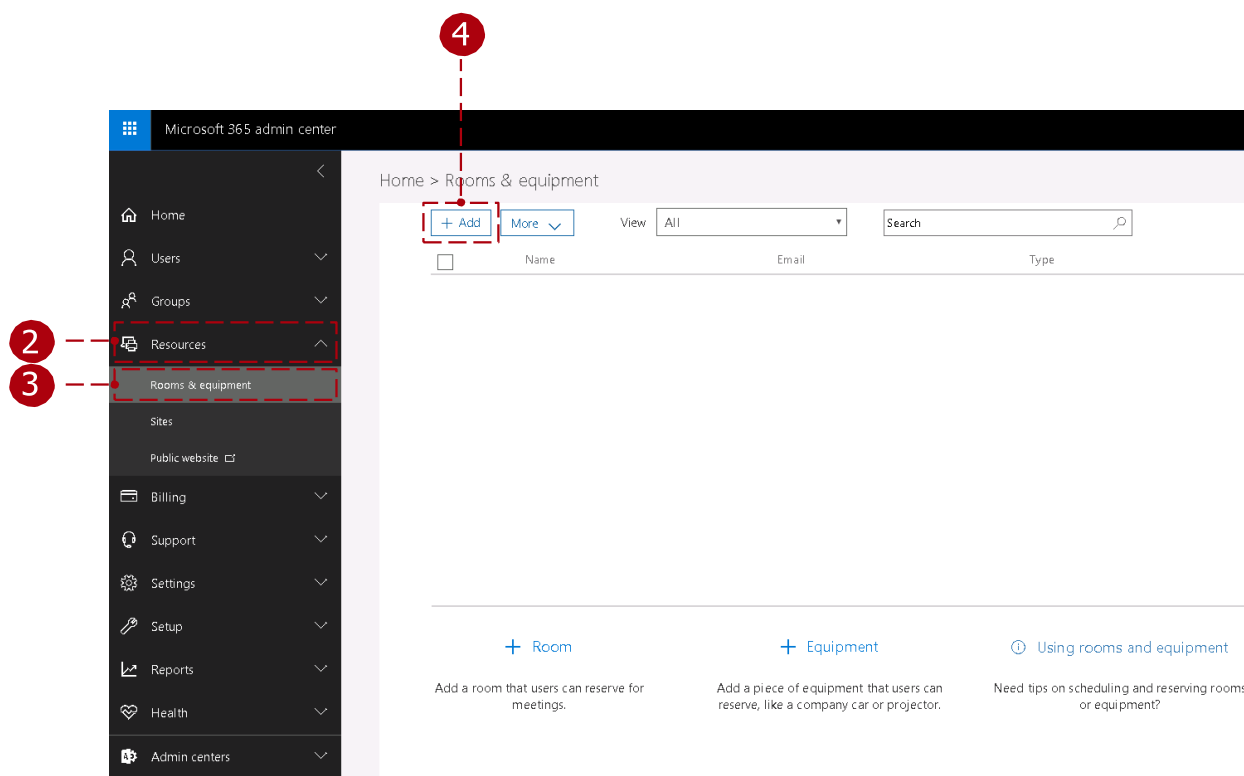 4
Microsoft 365 admin center
Home > Rooms & equipment
+ Add
More
View
All
Search
Name
Email
Type
Home
Users
Groups
2
Resources
3
Rooms & equipment
Sites
Public website
Billing
Support
Settings
Setup
Reports
Health
Admin centers
+ Room
Add a room that users can reserve for
meetings.
+ Equipment
Add a piece of equipment that users can
reserve, like a company car or projector.
Using rooms and equipment
Need tips on scheduling and reserving rooms
or equipment?